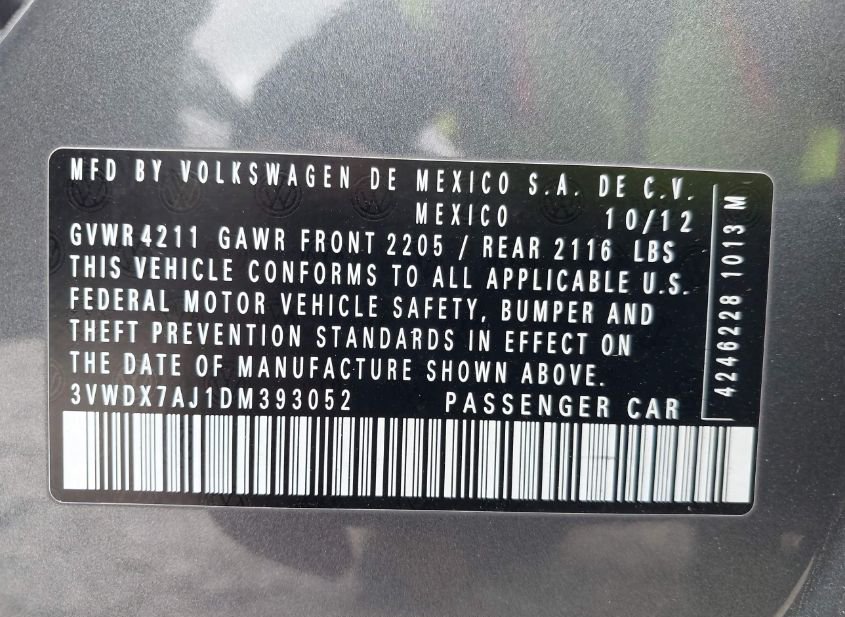 MFD BY VOLKSWAGEN DE MEXICO S.A. DE C.V.
MEXICO 10/12
GVWR 4211 GAWR FRONT 2205 / REAR 2116 LBS
THIS VEHICLE CONFORMS TO ALL APPLICABLE U.S.
FEDERAL MOTOR VEHICLE SAFETY, BUMPER AND
THEFT PREVENTION STANDARDS IN EFFECT ON
THE DATE OF MANUFACTURE SHOWN ABOVE.
3VWDX7AJ1DM393052 PASSENGER CAR
4246228 1013 M